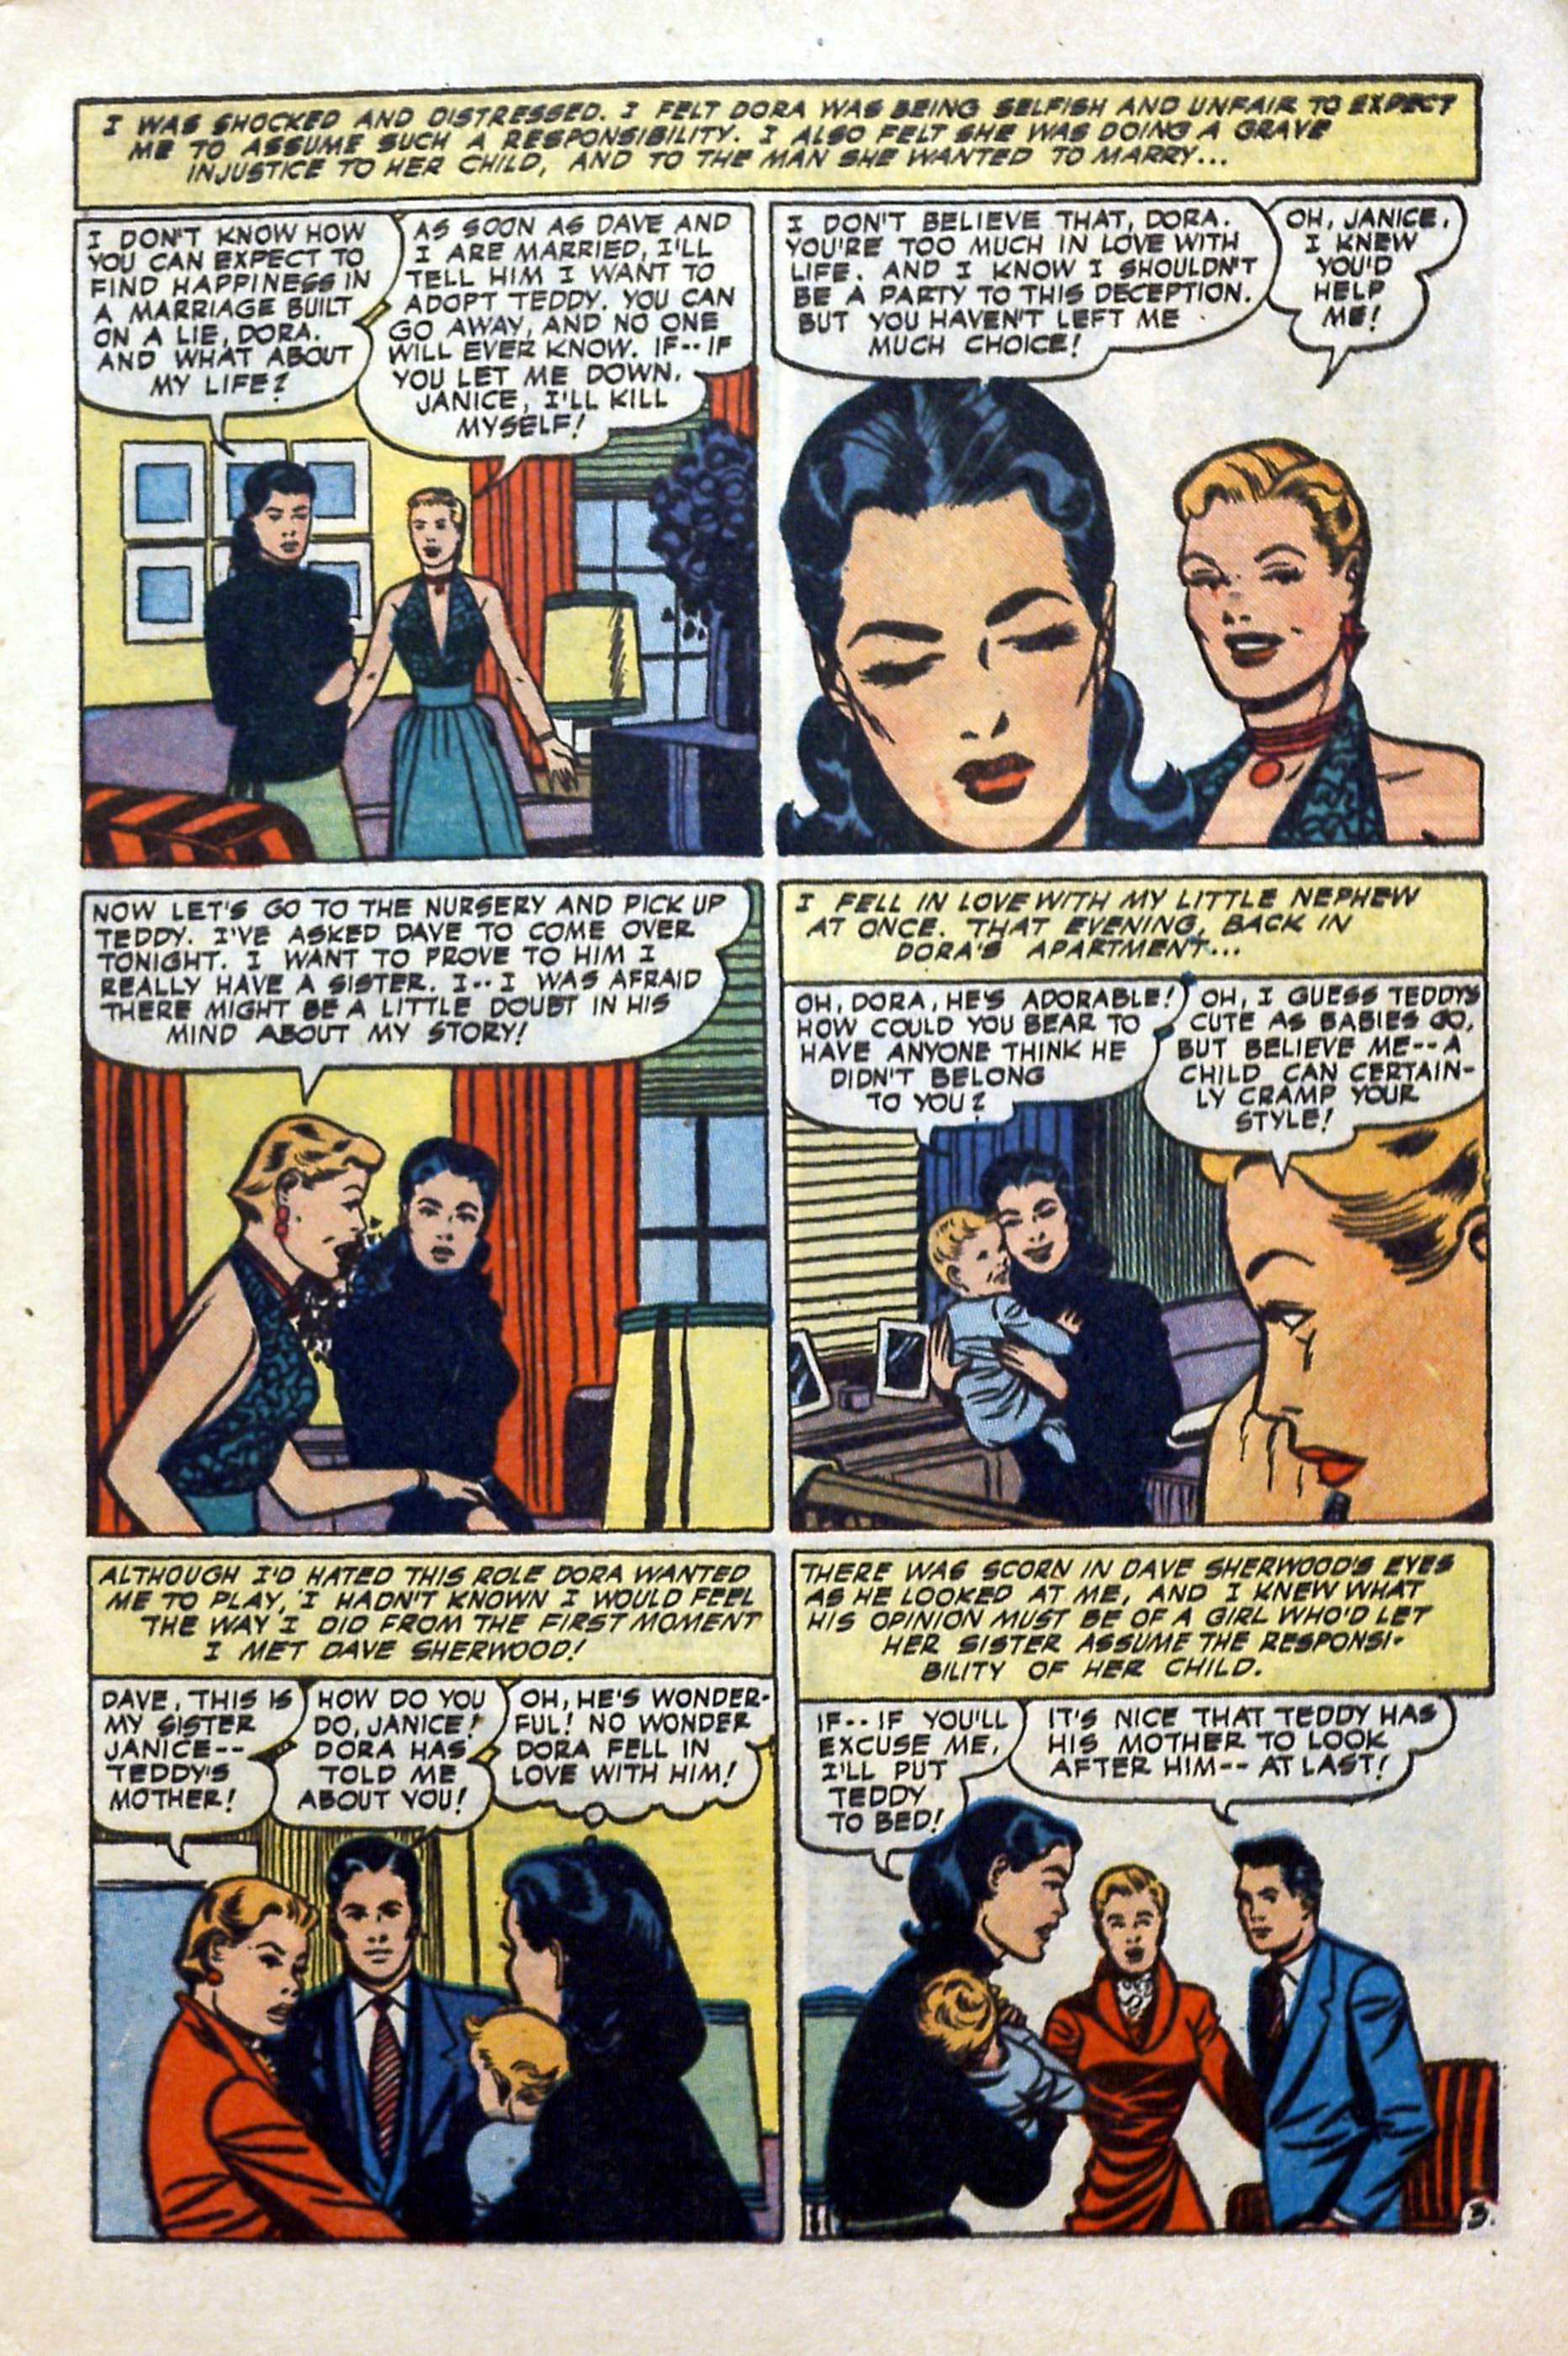 I WAS SHOCKED AND DISTRESSED. I FELT DORA WAS BEING SELFISH AND UNFAIR TO EXPECT
ME TO ASSUME SUCH A RESPONSIBILITY. I ALSO FELT SHE WAS DOING A GRAVE
INJUSTICE TO HER CHILD, AND TO THE MAN SHE WANTED TO MARRY...
I DON'T KNOW HOW
YOU CAN EXPECT TO
FIND HAPPINESS IN
A MARRIAGE BUILT
ON A LIE, DORA.
AND WHAT ABOUT
MY LIFE?
AS SOON AS DAVE AND
I ARE MARRIED, I'LL
TELL HIM I WANT TO
ADOPT TEDDY. YOU CAN
GO AWAY, AND NO ONE
WILL EVER KNOW. IF--IF
YOU LET ME DOWN,
JANICE, I'LL KILL
MYSELF!
I DON'T BELIEVE THAT, DORA.
YOU'RE TOO MUCH IN LOVE WITH
LIFE. AND I KNOW I SHOULDN'T
BE A PARTY TO THIS DECEPTION.
BUT YOU HAVEN'T LEFT ME
MUCH CHOICE!
OH, JANICE,
I KNEW
YOU'D
HELP
ME!
NOW LET'S GO TO THE NURSERY AND PICK UP
TEDDY. I'VE ASKED DAVE TO COME OVER
TONIGHT. I WANT TO PROVE TO HIM I
REALLY HAVE A SISTER. I--I WAS AFRAID
THERE MIGHT BE A LITTLE DOUBT IN HIS
MIND ABOUT MY STORY!
I FELL IN LOVE WITH MY LITTLE NEPHEW
AT ONCE. THAT EVENING, BACK IN
DORA'S APARTMENT...
OH, DORA, HE'S ADORABLE!
HOW COULD YOU BEAR TO
HAVE ANYONE THINK HE
DIDN'T BELONG
TO YOU?
OH, I GUESS TEDDY'S
CUTE AS BABIES GO,
BUT BELIEVE ME--A
CHILD CAN CERTAIN-
LY CRAMP YOUR
STYLE!
ALTHOUGH I'D HATED THIS ROLE DORA WANTED
ME TO PLAY, I HADN'T KNOWN I WOULD FEEL
THE WAY I DID FROM THE FIRST MOMENT
I MET DAVE SHERWOOD!
DAVE, THIS IS
MY SISTER
JANICE--
TEDDY'S
MOTHER!
HOW DO YOU
DO, JANICE!
DORA HAS
TOLD ME
ABOUT YOU!
OH, HE'S WONDER-
FUL! NO WONDER
DORA FELL IN
LOVE WITH HIM!
THERE WAS SCORN IN DAVE SHERWOOD'S EYES
AS HE LOOKED AT ME, AND I KNEW WHAT
HIS OPINION MUST BE OF A GIRL WHO'D LET
HER SISTER ASSUME THE RESPONSI-
BILITY OF HER CHILD.
IF--IF YOU'LL
EXCUSE ME,
I'LL PUT
TEDDY
TO BED!
IT'S NICE THAT TEDDY HAS
HIS MOTHER TO LOOK
AFTER HIM--AT LAST!
3.